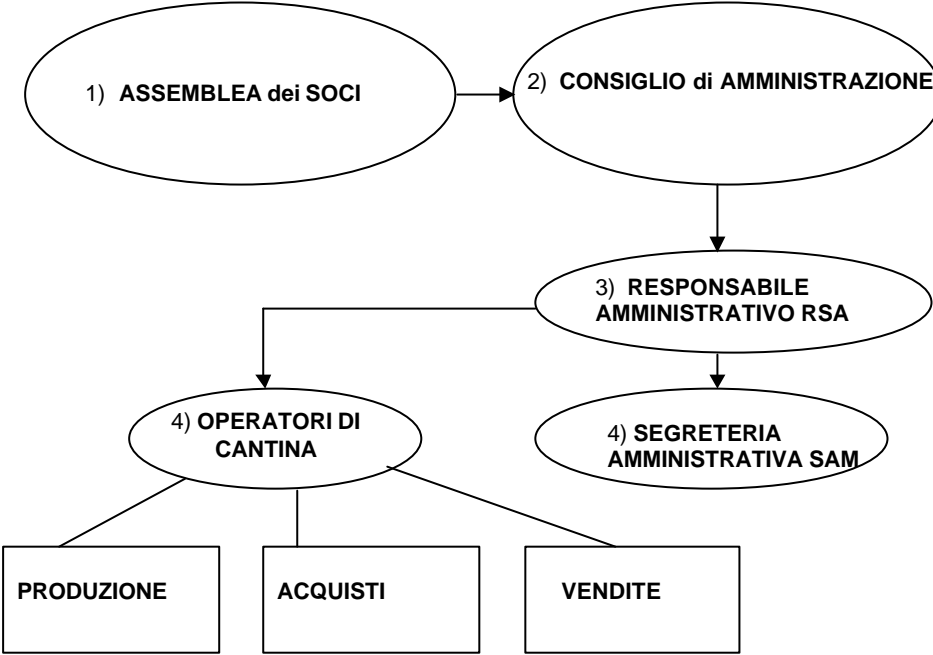 1) ASSEMBLEA dei SOCI
2) CONSIGLIO di AMMINISTRAZIONE
3) RESPONSABILE
AMMINISTRATIVO RSA
4) OPERATORI DI
CANTINA
4) SEGRETERIA
AMMINISTRATIVA SAM
PRODUZIONE
ACQUISTI
VENDITE